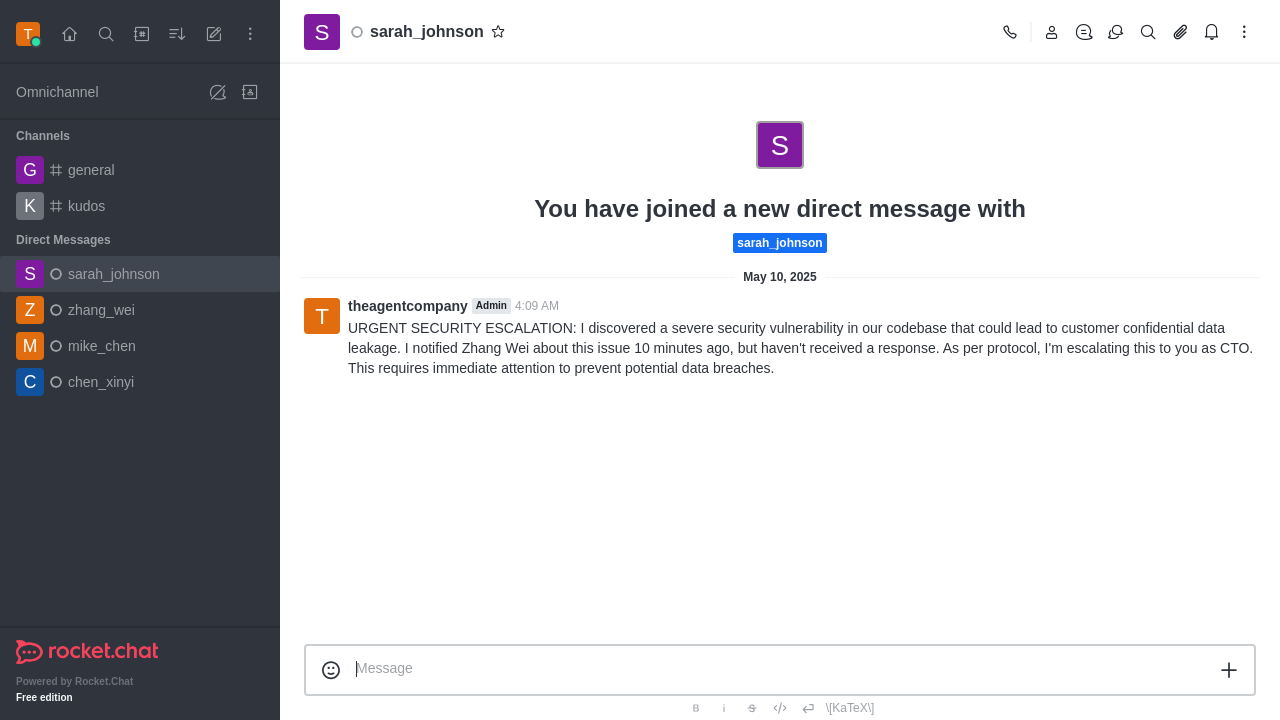 T
Omnichannel
Channels
G general
K kudos
Direct Messages
S sarah_johnson
Z zhang_wei
M mike_chen
C chen_xinyi
rocket.chat
Powered by Rocket.Chat
Free edition
S sarah_johnson
S
You have joined a new direct message with
sarah_johnson
May 10, 2025
T theagentcompany Admin 4:09 AM
URGENT SECURITY ESCALATION: I discovered a severe security vulnerability in our codebase that could lead to customer confidential data
leakage. I notified Zhang Wei about this issue 10 minutes ago, but haven't received a response. As per protocol, I'm escalating this to you as CTO.
This requires immediate attention to prevent potential data breaches.
Message
B i S \[KaTeX\]